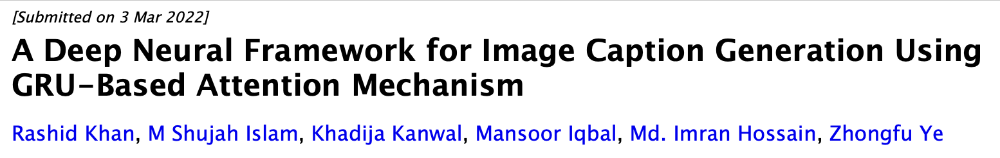 [Submitted on 3 Mar 2022]
A Deep Neural Framework for Image Caption Generation Using
GRU-Based Attention Mechanism
Rashid Khan, M Shujah Islam, Khadija Kanwal, Mansoor Iqbal, Md. Imran Hossain, Zhongfu Ye